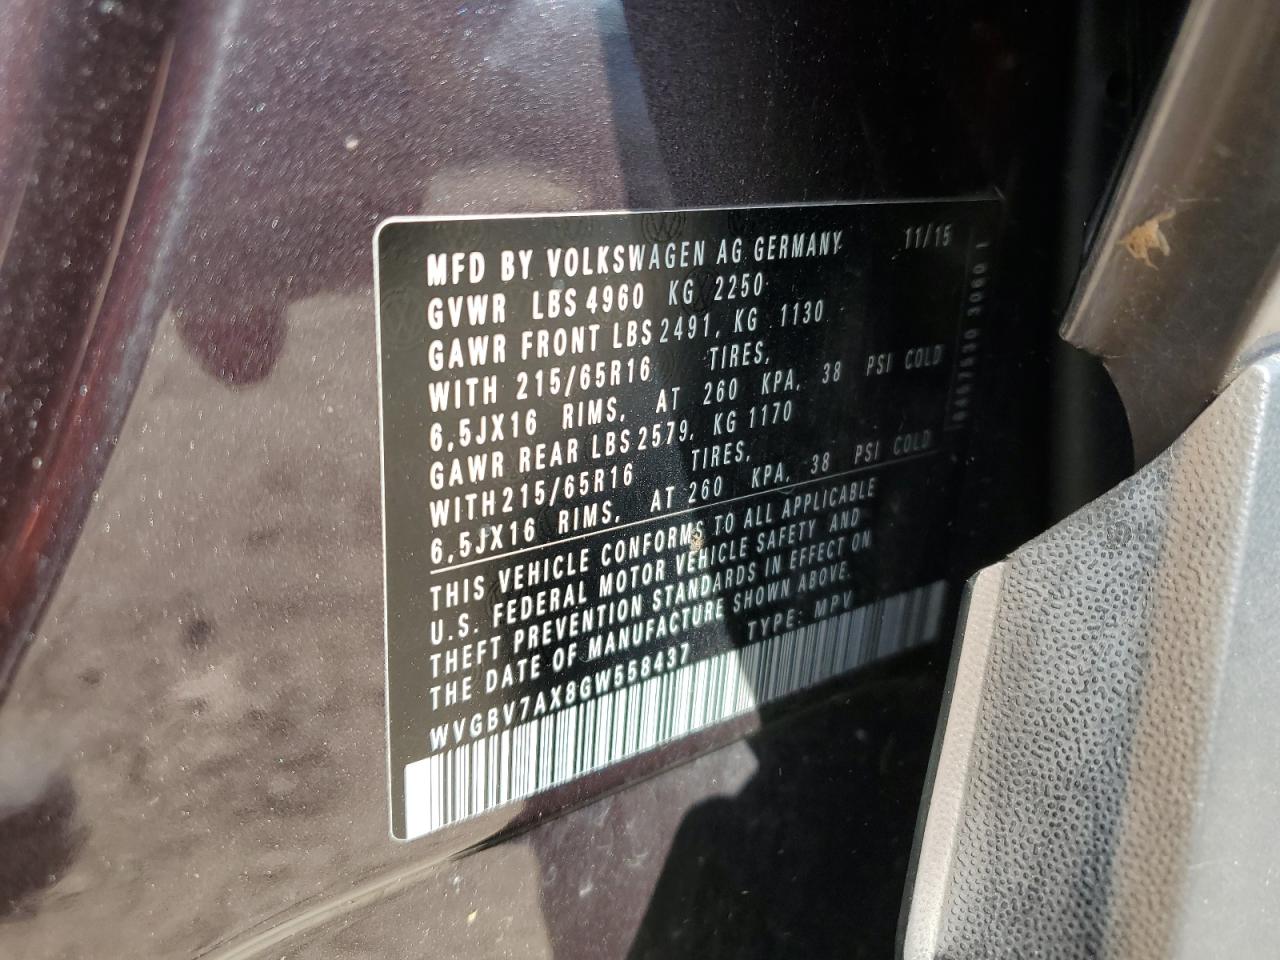 MFD BY VOLKSWAGEN AG GERMANY 11/15
GVWR LBS 4960 KG 2250
GAWR FRONT LBS 2491, KG 1130
WITH 215/65R16 TIRES,
6,5JX16 RIMS, AT 260 KPA, 38 PSI COLD
GAWR REAR LBS 2579, KG 1170
WITH 215/65R16 TIRES,
6,5JX16 RIMS, AT 260 KPA, 38 PSI COLD
THIS VEHICLE CONFORMS TO ALL APPLICABLE
U.S. FEDERAL MOTOR VEHICLE SAFETY AND
THEFT PREVENTION STANDARDS IN EFFECT ON
THE DATE OF MANUFACTURE SHOWN ABOVE.
WVGBV7AX8GW558437 TYPE: MPV